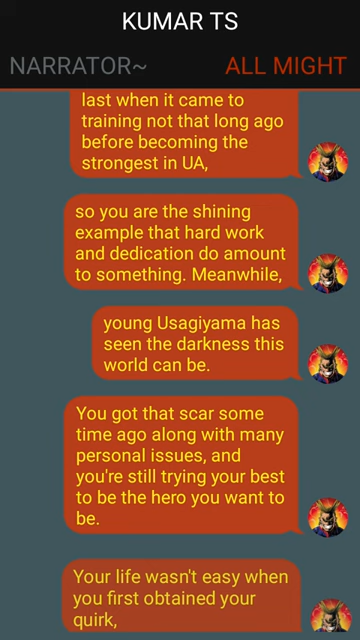 KUMAR TS
NARRATOR~
ALL MIGHT
last when it came to
training not that long ago
before becoming the
strongest in UA,
so you are the shining
example that hard work
and dedication do amount
to something. Meanwhile,
young Usagiyama has
seen the darkness this
world can be.
You got that scar some
time ago along with many
personal issues, and
you're still trying your best
to be the hero you want to
be.
Your life wasn't easy when
you first obtained your
quirk,